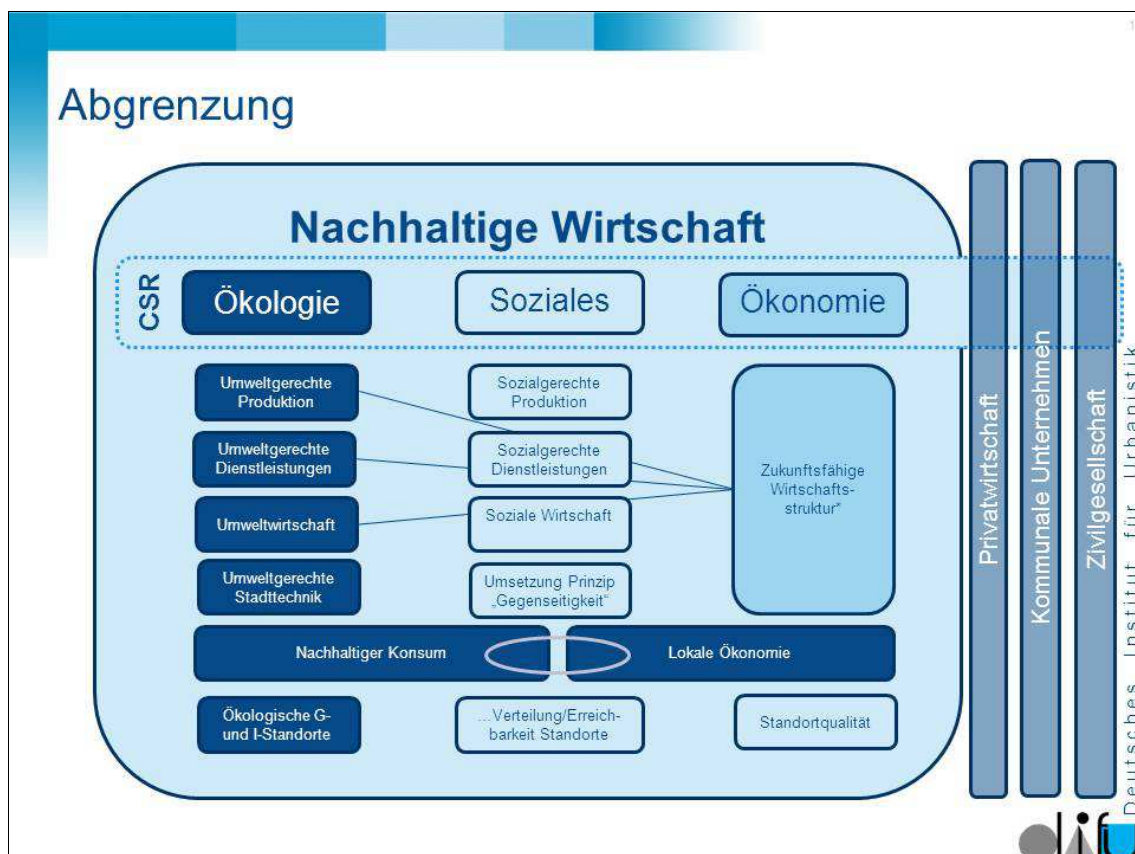 1
Abgrenzung
Nachhaltige Wirtschaft
CSR
Ökologie
Soziales
Ökonomie
Umweltgerechte
Produktion
Sozialgerechte
Produktion
Umweltgerechte
Dienstleistungen
Sozialgerechte
Dienstleistungen
Zukunftsfähige
Wirtschafts-
struktur*
Umweltwirtschaft
Soziale Wirtschaft
Umweltgerechte
Stadttechnik
Umsetzung Prinzip
„Gegenseitigkeit“
Nachhaltiger Konsum
Lokale Ökonomie
Ökologische G-
und I-Standorte
…Verteilung/Erreich-
barkeit Standorte
Standortqualität
Privatwirtschaft
Kommunale Unternehmen
Zivilgesellschaft
Deutsches Institut für Urbanistik
difu